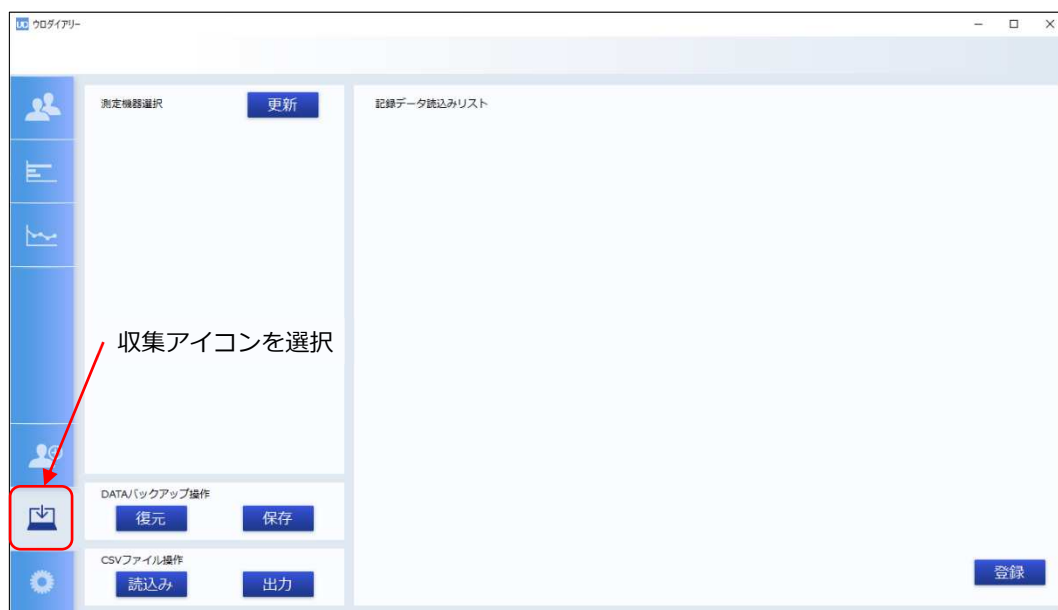 UD ウロダイアリー
測定機器選択
更新
記録データ読込みリスト
収集アイコンを選択
DATAバックアップ操作
復元
保存
CSVファイル操作
読込み
出力
登録